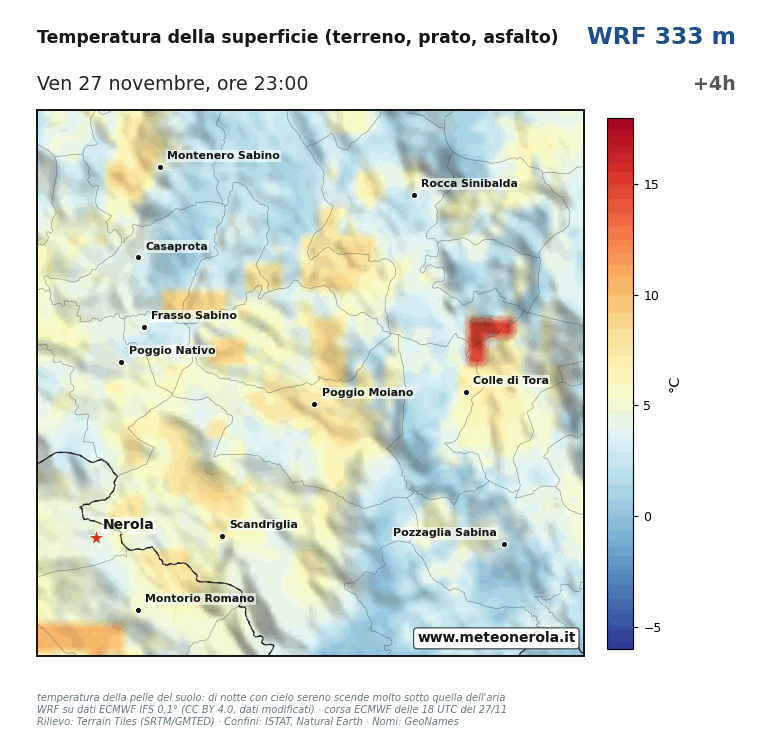 Temperatura della superficie (terreno, prato, asfalto)
WRF 333 m
Ven 27 novembre, ore 23:00
+4h
Montenero Sabino
Rocca Sinibalda
Casaprota
Frasso Sabino
Poggio Nativo
Colle di Tora
Poggio Moiano
Nerola
Scandriglia
Pozzaglia Sabina
Montorio Romano
www.meteonerola.it
15
10
5
0
−5
°C
temperatura della pelle del suolo: di notte con cielo sereno scende molto sotto quella dell'aria
WRF su dati ECMWF IFS 0,1° (CC BY 4.0, dati modificati) · corsa ECMWF delle 18 UTC del 27/11
Rilievo: Terrain Tiles (SRTM/GMTED) · Confini: ISTAT, Natural Earth · Nomi: GeoNames